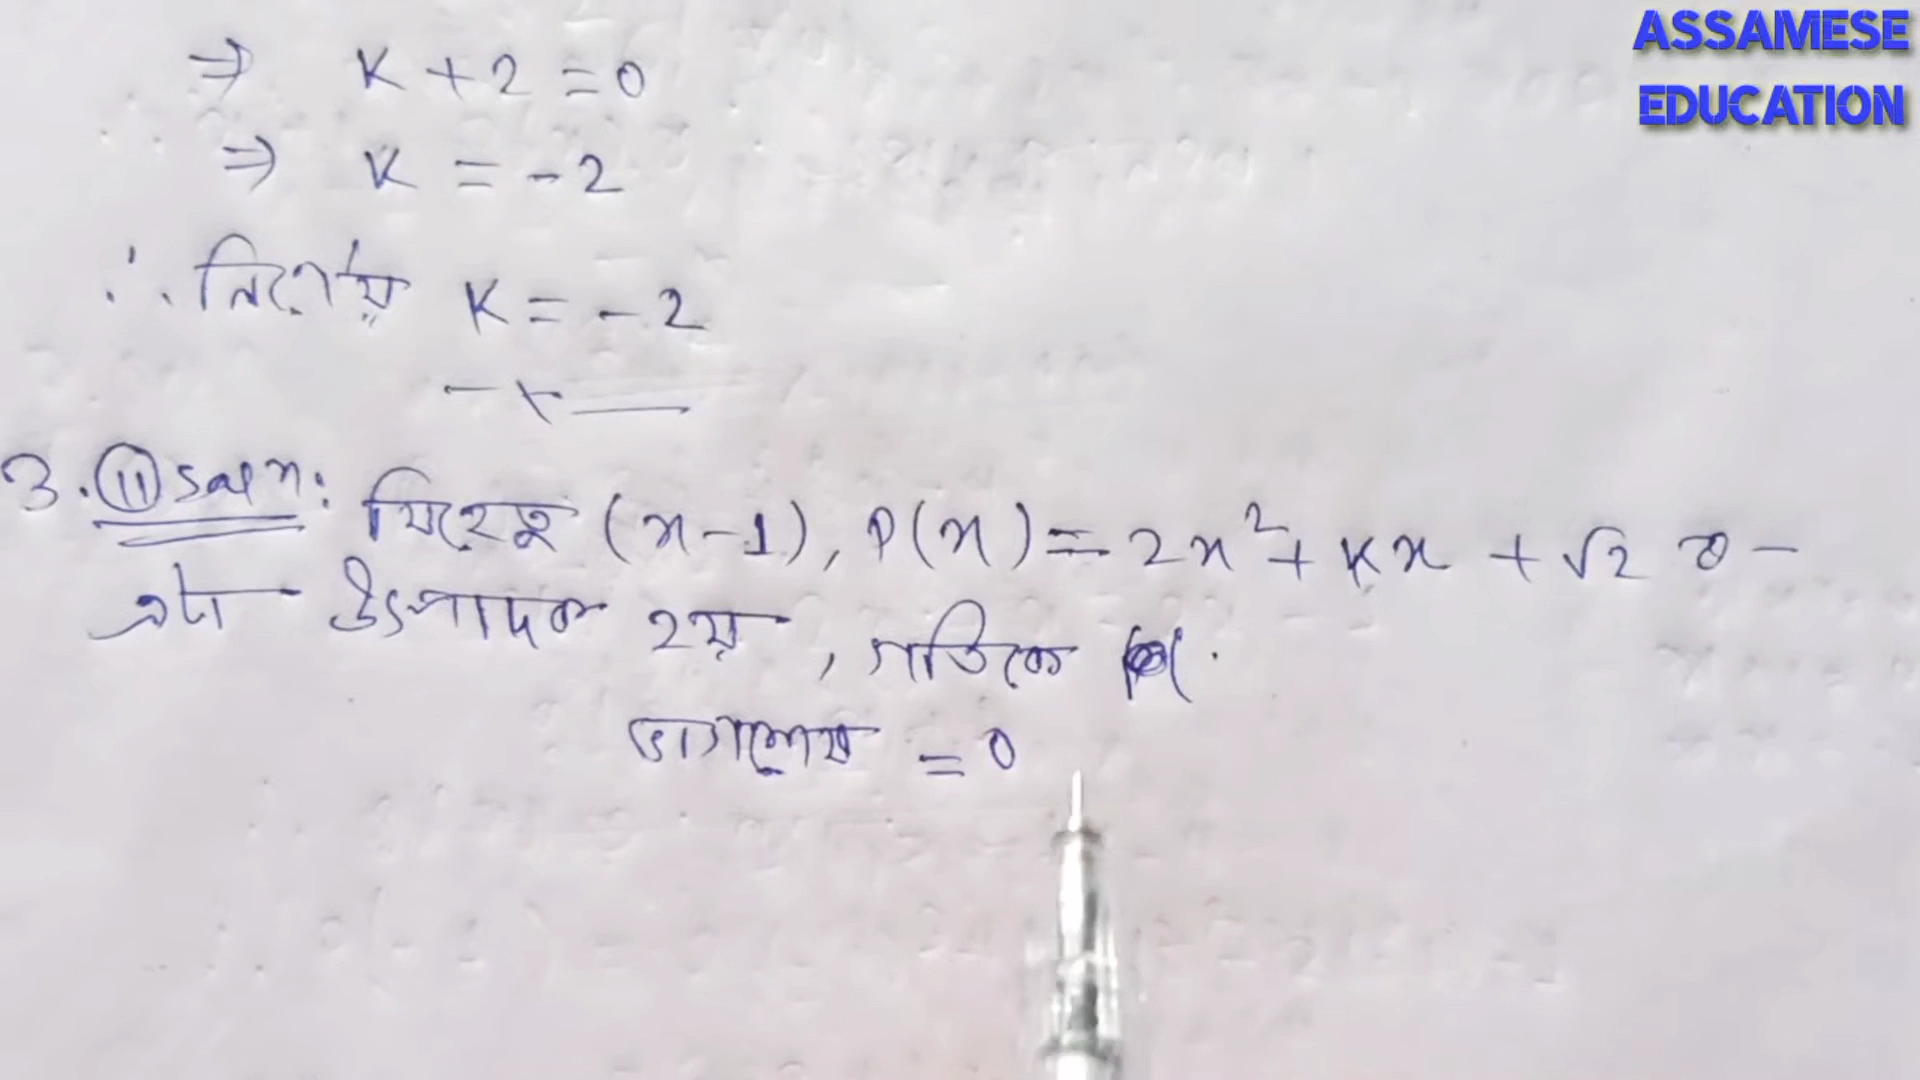 ⇒ K + 2 = 0
⇒ K = -2
∴ নিৰ্ণেয় K = -2
3. (ii) Soln: যিহেতু (x-1), P(x) = 2x² + Kx + √2 ৰ
এটা উৎপাদক হয়, গতিকে
ভাগশেষ = 0
ASSAMESE
EDUCATION